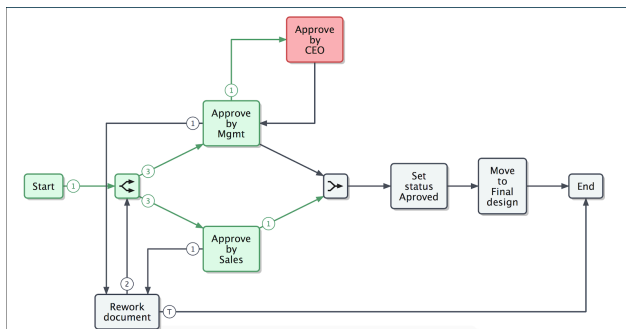 Approve
by
CEO
1
Approve
by
Mgmt
1
3
Start
1
3
Set
status
Aproved
Move
to
Final
design
End
1
Approve
by
Sales
1
2
Rework
document
T